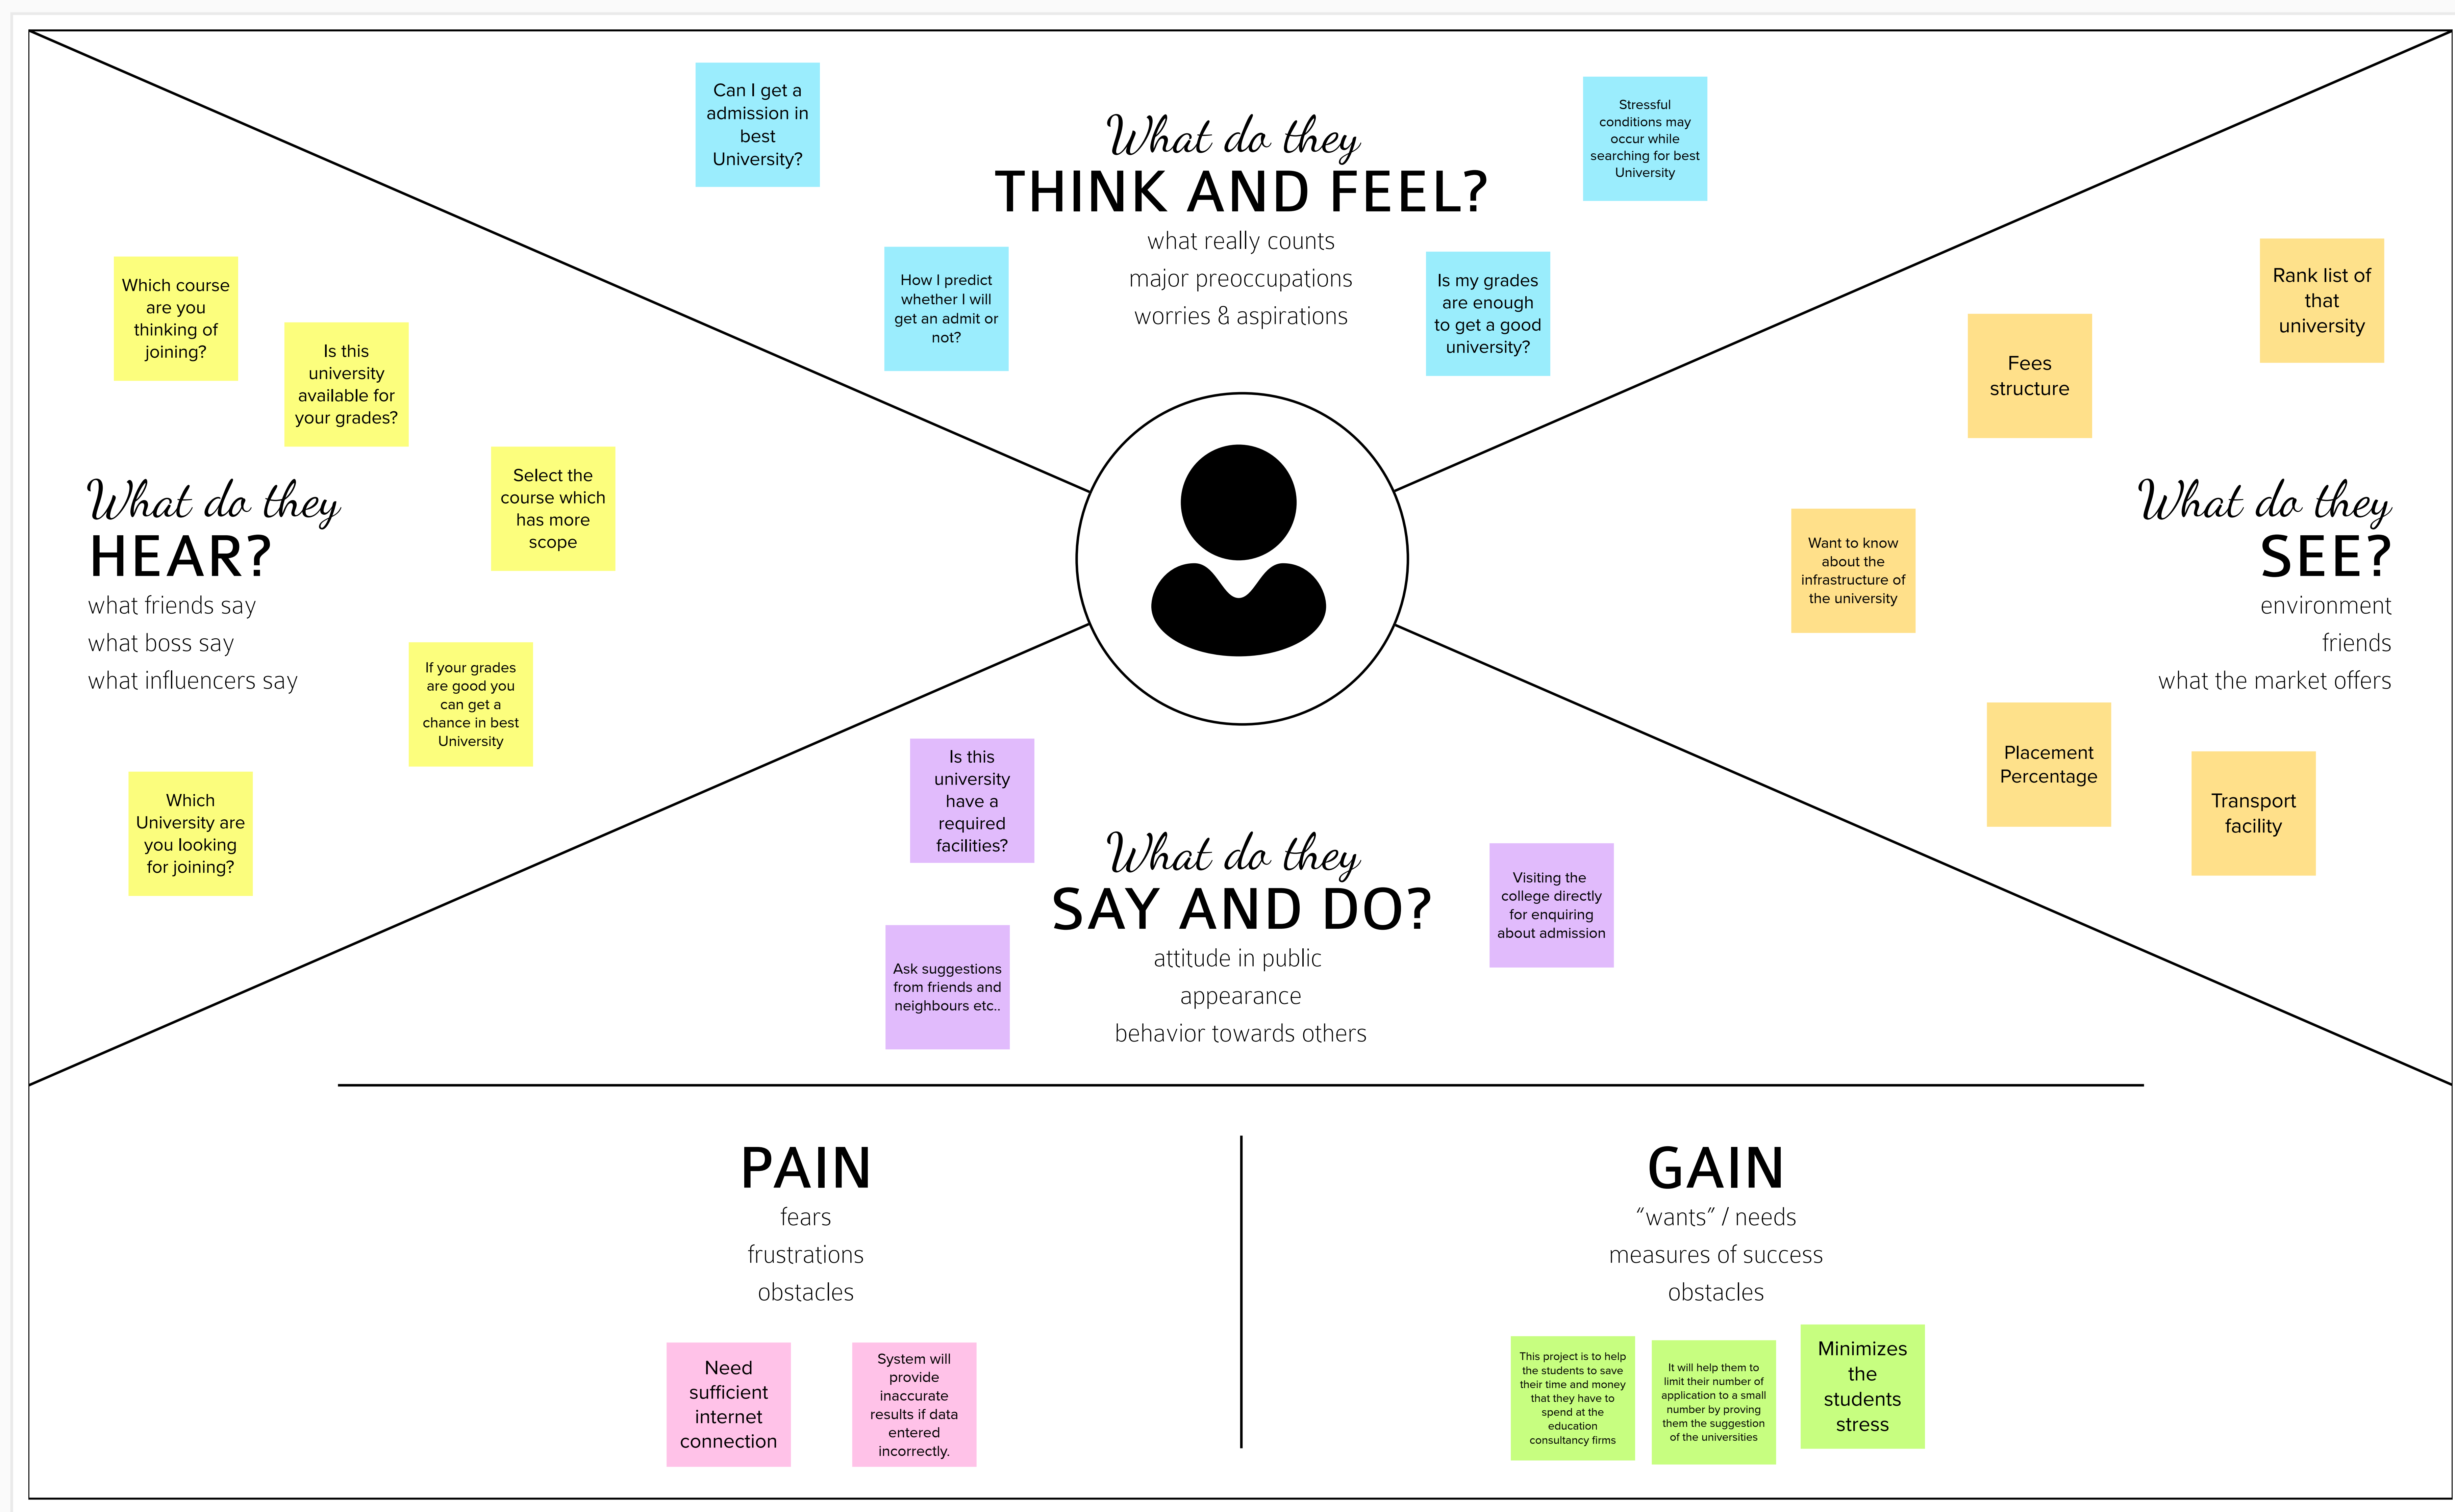 Can I get a
admission in
best
University?
What do they
THINK AND FEEL?
what really counts
major preoccupations
worries & aspirations
Stressful
conditions may
occur while
searching for best
University
How I predict
whether I will
get an admit or
not?
Is my grades
are enough
to get a good
university?
Which course
are you
thinking of
joining?
Is this
university
available for
your grades?
Select the
course which
has more
scope
What do they
HEAR?
what friends say
what boss say
what influencers say
If your grades
are good you
can get a
chance in best
University
Which
University are
you looking
for joining?
Rank list of
that
university
Fees
structure
Want to know
about the
infrastructure of
the university
What do they
SEE?
environment
friends
what the market offers
Placement
Percentage
Transport
facility
Is this
university
have a
required
facilities?
What do they
SAY AND DO?
attitude in public
appearance
behavior towards others
Visiting the
college directly
for enquiring
about admission
Ask suggestions
from friends and
neighbours etc..
PAIN
fears
frustrations
obstacles
Need
sufficient
internet
connection
System will
provide
inaccurate
results if data
entered
incorrectly.
GAIN
“wants” / needs
measures of success
obstacles
This project is to help
the students to save
their time and money
that they have to
spend at the
education
consultancy firms
It will help them to
limit their number of
application to a small
number by proving
them the suggestion
of the universities
Minimizes
the
students
stress